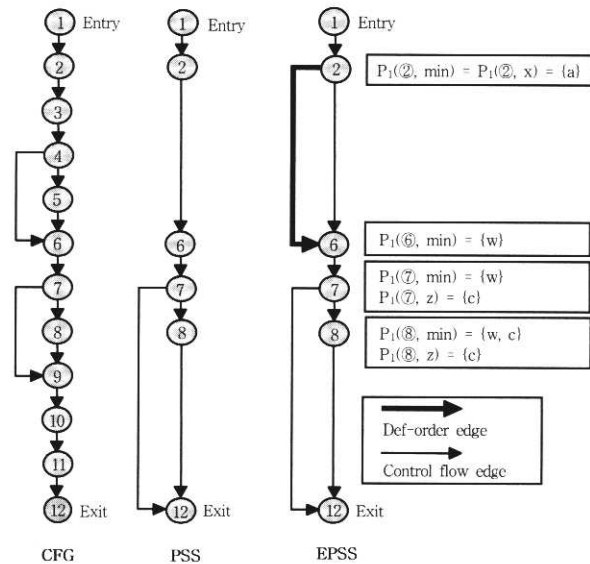 1 Entry
2
3
4
5
6
7
8
9
10
11
12 Exit
CFG
1 Entry
2
6
7
8
12 Exit
PSS
1 Entry
2
6
7
8
12 Exit
EPSS
P₁(②, min) = P₁(②, x) = {a}
P₁(⑥, min) = {w}
P₁(⑦, min) = {w}
P₁(⑦, z) = {c}
P₁(⑧, min) = {w, c}
P₁(⑧, z) = {c}
Def-order edge
Control flow edge